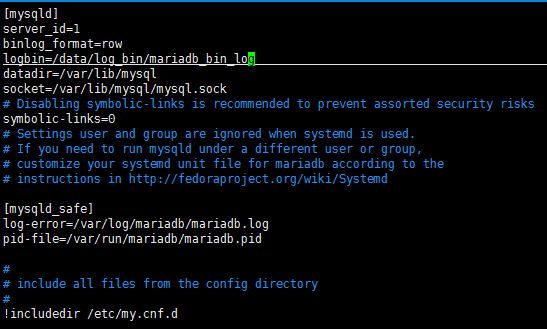 [mysqld]
server_id=1
binlog_format=row
logbin=/data/log_bin/mariadb_bin_log
datadir=/var/lib/mysql
socket=/var/lib/mysql/mysql.sock
# Disabling symbolic-links is recommended to prevent assorted security risks
symbolic-links=0
# Settings user and group are ignored when systemd is used.
# If you need to run mysqld under a different user or group,
# customize your systemd unit file for mariadb according to the
# instructions in http://fedoraproject.org/wiki/Systemd
[mysqld_safe]
log-error=/var/log/mariadb/mariadb.log
pid-file=/var/run/mariadb/mariadb.pid
#
# include all files from the config directory
#
!includedir /etc/my.cnf.d